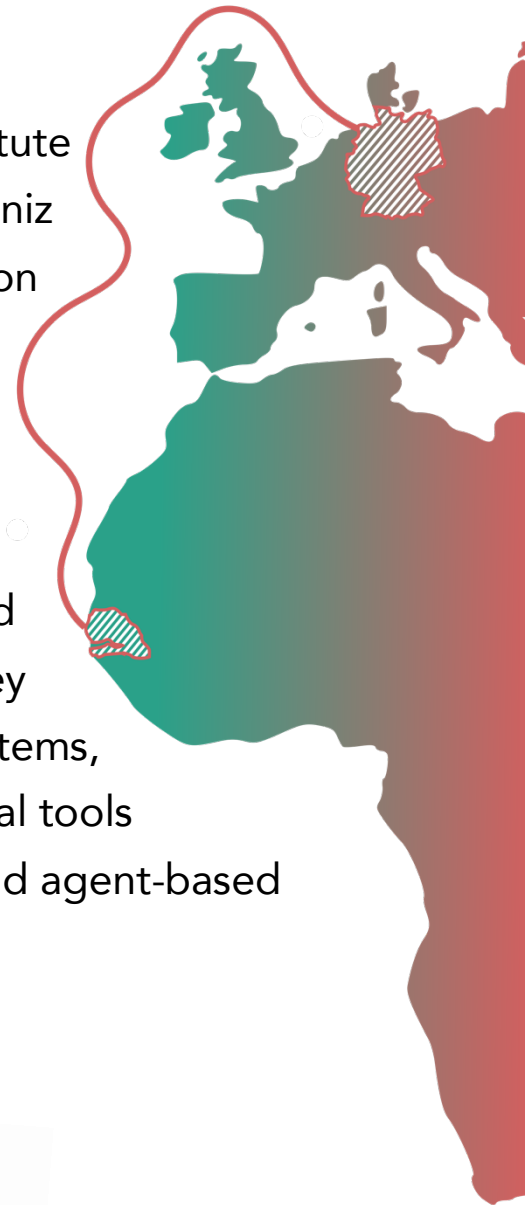 tute
niz
on
d
ey
tems,
al tools
d agent-based